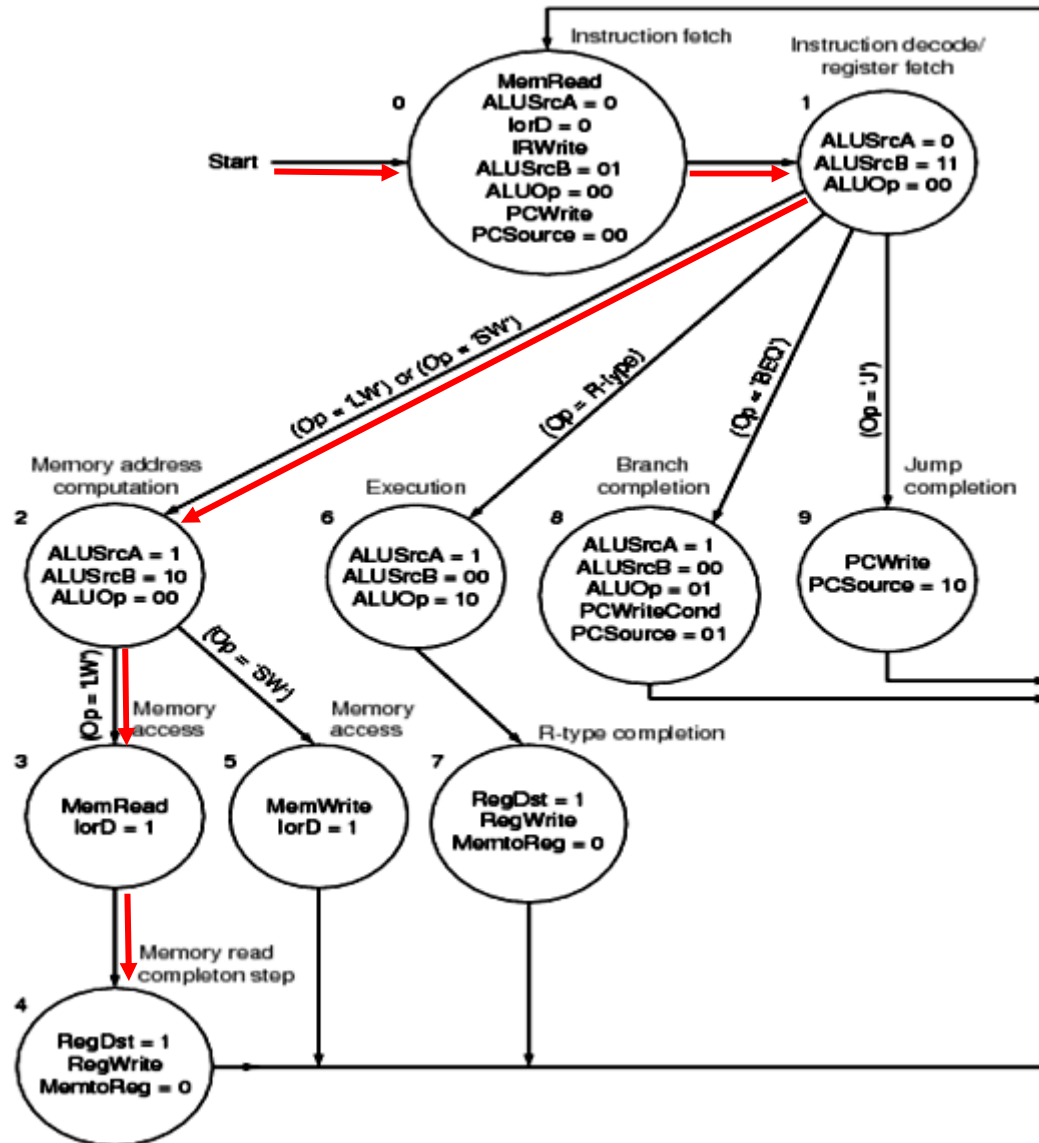 Instruction fetch
0
MemRead
ALUSrcA = 0
IorD = 0
IRWrite
ALUSrcB = 01
ALUOp = 00
PCWrite
PCSource = 00
Start
Instruction decode/
register fetch
1
ALUSrcA = 0
ALUSrcB = 11
ALUOp = 00
(Op = 'LW') or (Op = 'SW')
(Op = R-type)
(Op = 'BEQ')
(Op = 'J')
Memory address
computation
2
ALUSrcA = 1
ALUSrcB = 10
ALUOp = 00
Execution
6
ALUSrcA = 1
ALUSrcB = 00
ALUOp = 10
Branch
completion
8
ALUSrcA = 1
ALUSrcB = 00
ALUOp = 01
PCWriteCond
PCSource = 01
Jump
completion
9
PCWrite
PCSource = 10
(Op = 'LW')
(Op = 'SW')
Memory
access
3
MemRead
IorD = 1
Memory
access
5
MemWrite
IorD = 1
R-type completion
7
RegDst = 1
RegWrite
MemtoReg = 0
Memory read
completon step
4
RegDst = 1
RegWrite
MemtoReg = 0